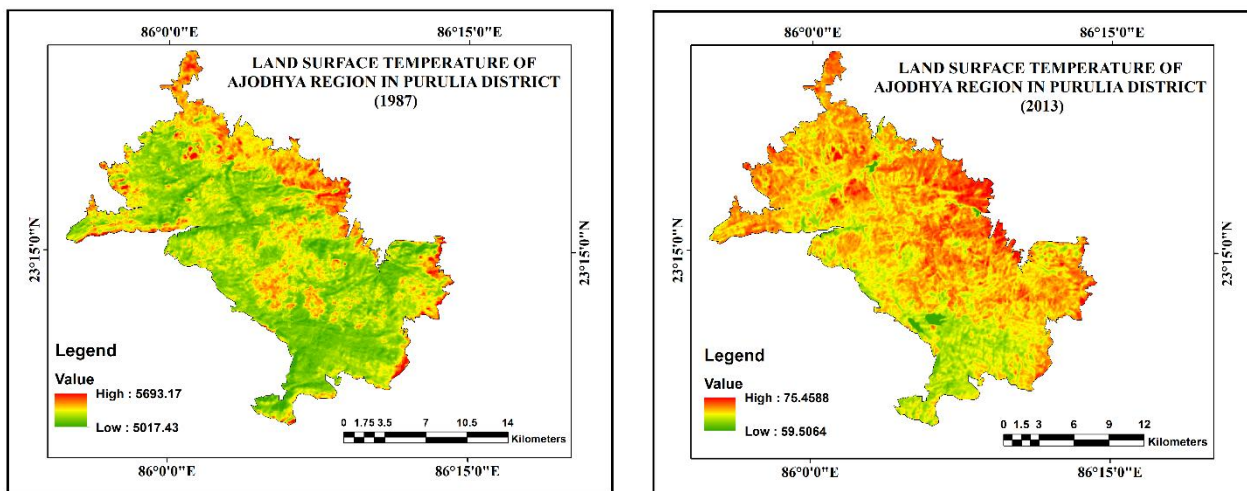 86°0'0"E
86°15'0"E
LAND SURFACE TEMPERATURE OF
AJODHYA REGION IN PURULIA DISTRICT
(1987)
23°15'0"N
23°15'0"N
Legend
Value
High : 5693.17
Low : 5017.43
0 1.75 3.5 7 10.5 14
Kilometers
86°0'0"E
86°15'0"E
86°0'0"E
86°15'0"E
LAND SURFACE TEMPERATURE OF
AJODHYA REGION IN PURULIA DISTRICT
(2013)
23°15'0"N
23°15'0"N
Legend
Value
High : 75.4588
Low : 59.5064
0 1.5 3 6 9 12
Kilometers
86°0'0"E
86°15'0"E